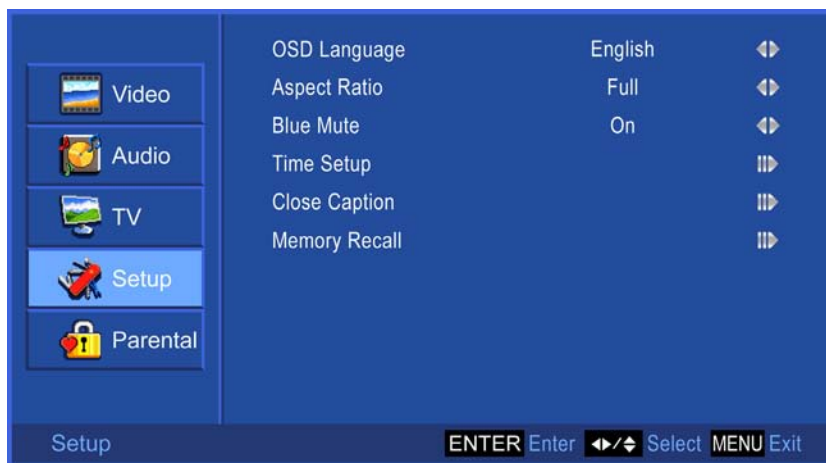 Video
Audio
TV
Setup
Parental
OSD Language English
Aspect Ratio Full
Blue Mute On
Time Setup
Close Caption
Memory Recall
Setup ENTER Enter Select MENU Exit